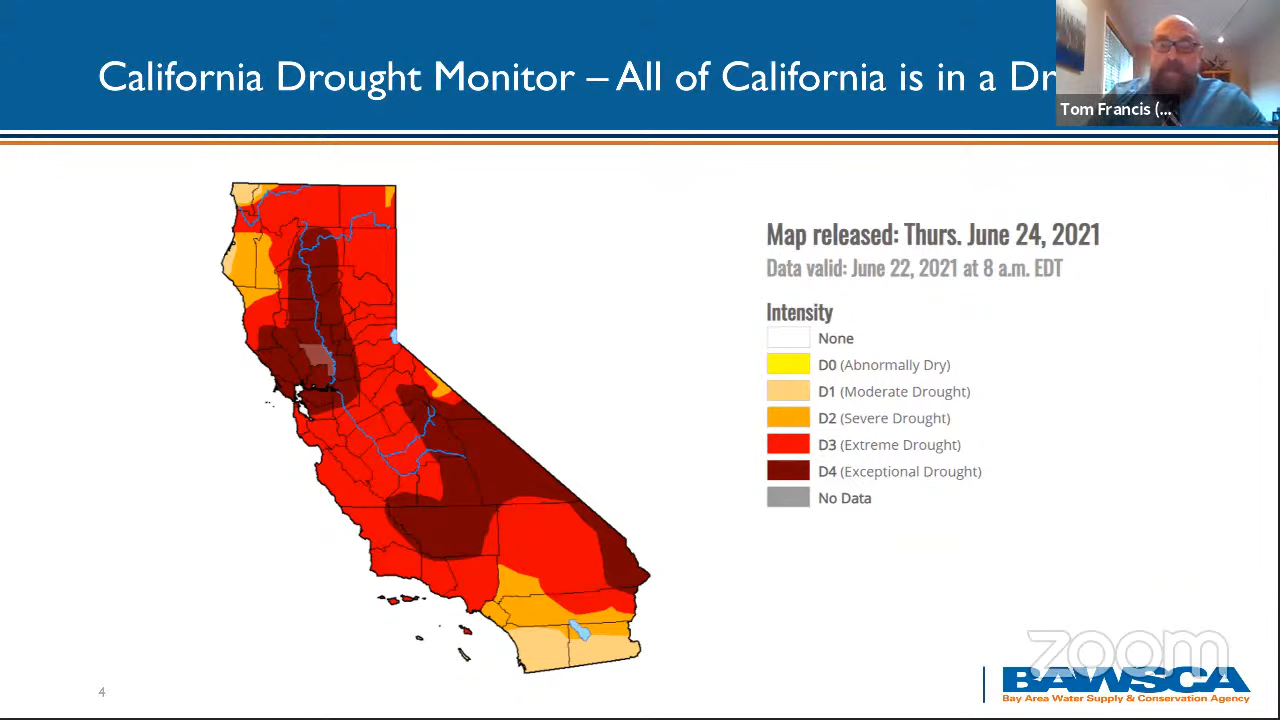 California Drought Monitor – All of California is in a Dr
Tom Francis (...
Map released: Thurs. June 24, 2021
Data valid: June 22, 2021 at 8 a.m. EDT
Intensity
None
D0 (Abnormally Dry)
D1 (Moderate Drought)
D2 (Severe Drought)
D3 (Extreme Drought)
D4 (Exceptional Drought)
No Data
zoom
BAWSCA
Bay Area Water Supply & Conservation Agency
4